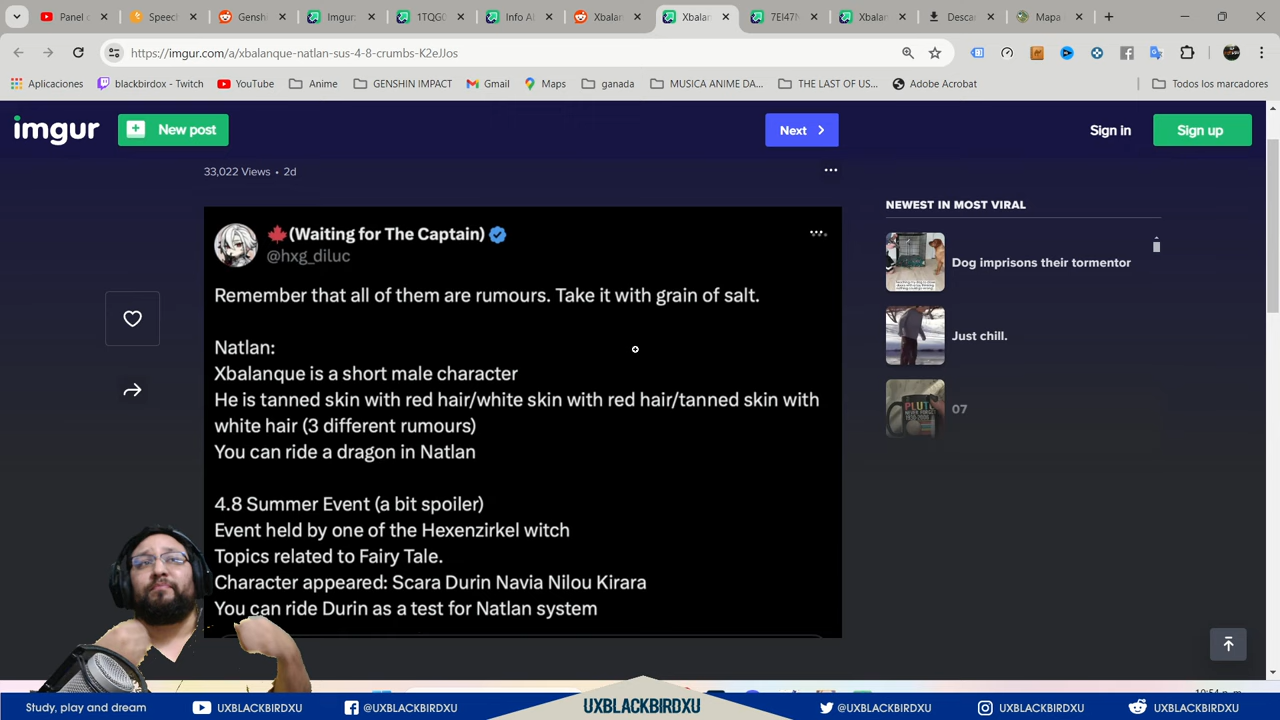 Panel c
Speech
Genshi
Imgur:
1TQGD
Info Al
Xbalan
Xbalan
7EI47N
Xbalan
Desca
Mapa
https://imgur.com/a/xbalanque-natlan-sus-4-8-crumbs-K2eJJos
Aplicaciones
blackbirdox - Twitch
YouTube
Anime
GENSHIN IMPACT
Gmail
Maps
ganada
MUSICA ANIME DA...
THE LAST OF US...
Adobe Acrobat
Todos los marcadores
imgur
New post
Next
Sign in
Sign up
33,022 Views • 2d
(Waiting for The Captain)
@hxg_diluc
Remember that all of them are rumours. Take it with grain of salt.
Natlan:
Xbalanque is a short male character
He is tanned skin with red hair/white skin with red hair/tanned skin with
white hair (3 different rumours)
You can ride a dragon in Natlan
4.8 Summer Event (a bit spoiler)
Event held by one of the Hexenzirkel witch
Topics related to Fairy Tale.
Character appeared: Scara Durin Navia Nilou Kirara
You can ride Durin as a test for Natlan system
NEWEST IN MOST VIRAL
Dog imprisons their tormentor
Just chill.
07
Study, play and dream
UXBLACKBIRDXU
@UXBLACKBIRDXU
UXBLACKBIRDXU
@UXBLACKBIRDXU
UXBLACKBIRDXU
UXBLACKBIRDXU